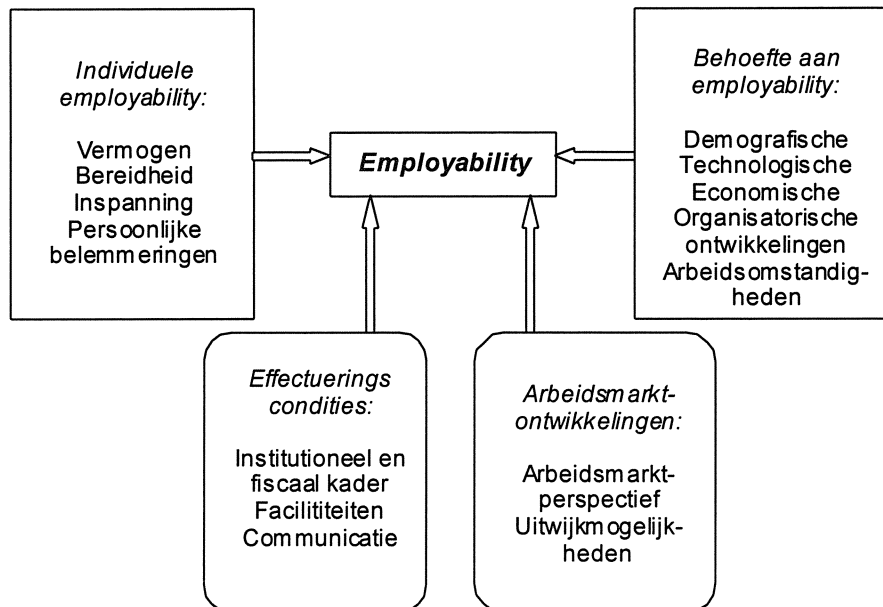 Individuele
employability:
Vermogen
Bereidheid
Inspanning
Persoonlijke
belemmeringen
Employability
Behoefte aan
employability:
Demografische
Technologische
Economische
Organisatorische
ontwikkelingen
Arbeidsomstandig-
heden
Effectuerings
condities:
Institutioneel en
fiscaal kader
Facilititeiten
Communicatie
Arbeidsmarkt-
ontwikkelingen:
Arbeidsmarkt-
perspectief
Uitwijkmogelijk-
heden